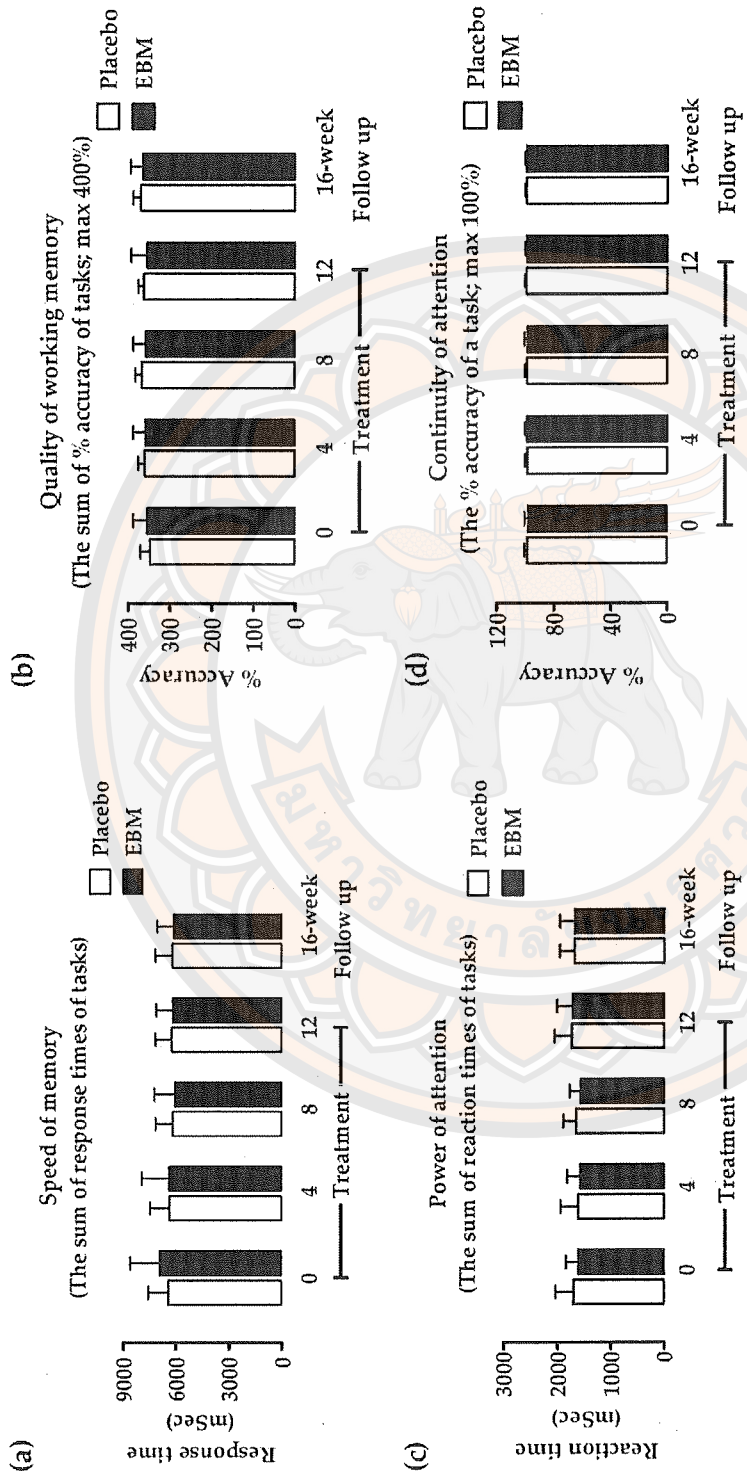 (a)
Speed of memory
(The sum of response times of tasks)
Placebo
EBM
Response time
(mSec)
9000
6000
3000
0
0 4 8 12 16-week
Treatment Follow up
(b)
Quality of working memory
(The sum of % accuracy of tasks; max 400%)
Placebo
EBM
% Accuracy
400
300
200
100
0
0 4 8 12 16-week
Treatment Follow up
(c)
Power of attention
(The sum of reaction times of tasks)
Placebo
EBM
Reaction time
(mSec)
3000
2000
1000
0
0 4 8 12 16-week
Treatment Follow up
(d)
Continuity of attention
(The % accuracy of a task; max 100%)
Placebo
EBM
% Accuracy
120
80
40
0
0 4 8 12 16-week
Treatment Follow up